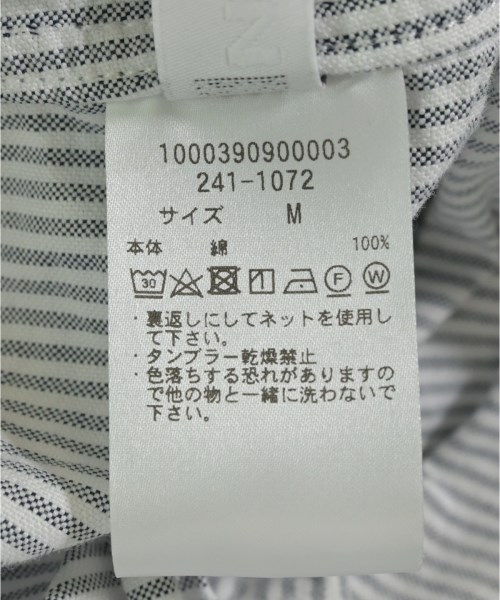 N
1000390900003
241-1072
サイズ M
本体 綿 100%
30 F W
・裏返しにしてネットを使用し
て下さい。
・タンブラー乾燥禁止
・色落ちする恐れがありますの
で他の物と一緒に洗わないで
下さい。